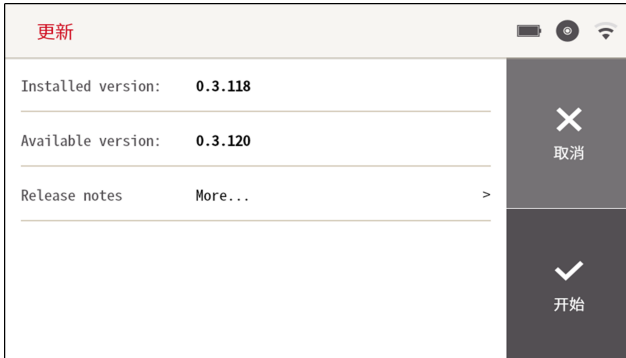 更新
Installed version: 0.3.118
Available version: 0.3.120
Release notes More... >
取消
开始